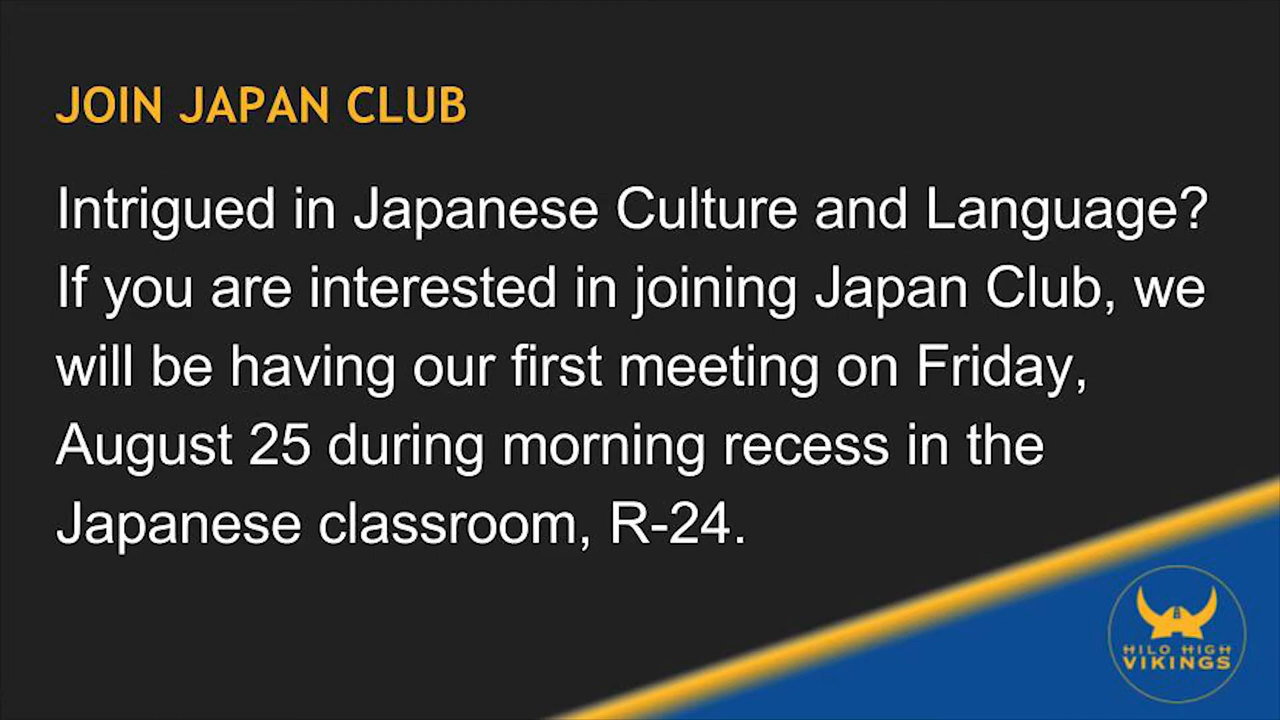 JOIN JAPAN CLUB
Intrigued in Japanese Culture and Language?
If you are interested in joining Japan Club, we
will be having our first meeting on Friday,
August 25 during morning recess in the
Japanese classroom, R-24.
HILO HIGH
VIKINGS